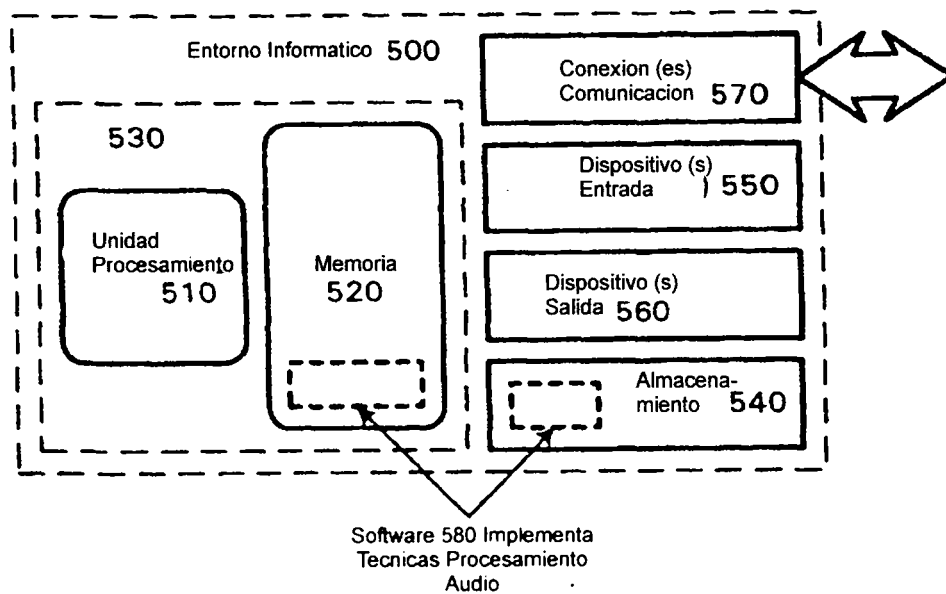 Entorno Informatico 500
Conexion (es)
Comunicacion 570
530
Dispositivo (s)
Entrada 550
Unidad
Procesamiento
510
Memoria
520
Dispositivo (s)
Salida 560
Almacena-
miento 540
Software 580 Implementa
Tecnicas Procesamiento
Audio